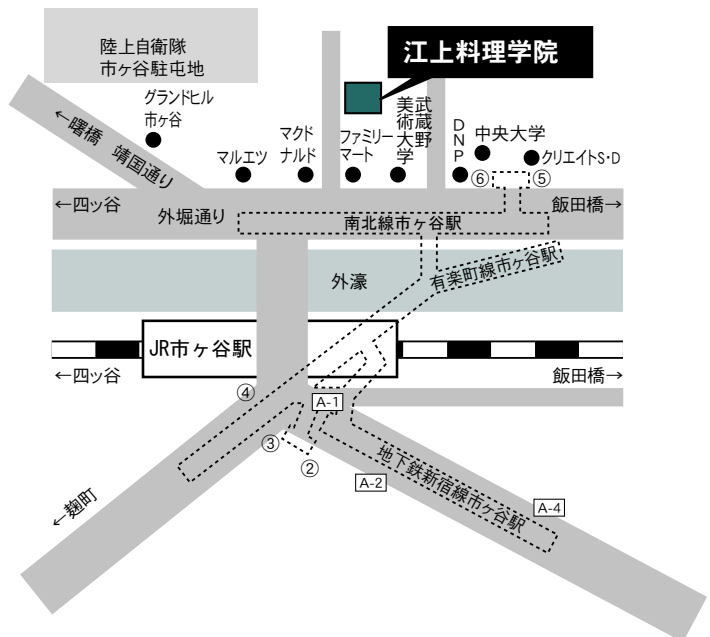 陸上自衛隊
市ヶ谷駐屯地
江上料理学院
グランドヒル
市ヶ谷
←曙橋 靖国通り
マルエツ
マクド
ナルド
ファミリー
マート
武蔵野
美術大学
DNP
中央大学
クリエイトS・D
⑥
⑤
←四ッ谷
外堀通り
南北線市ヶ谷駅
飯田橋→
外濠
有楽町線市ヶ谷駅
JR市ヶ谷駅
←四ッ谷
飯田橋→
④
A-1
③
②
A-2
地下鉄新宿線市ヶ谷駅
A-4
←麹町